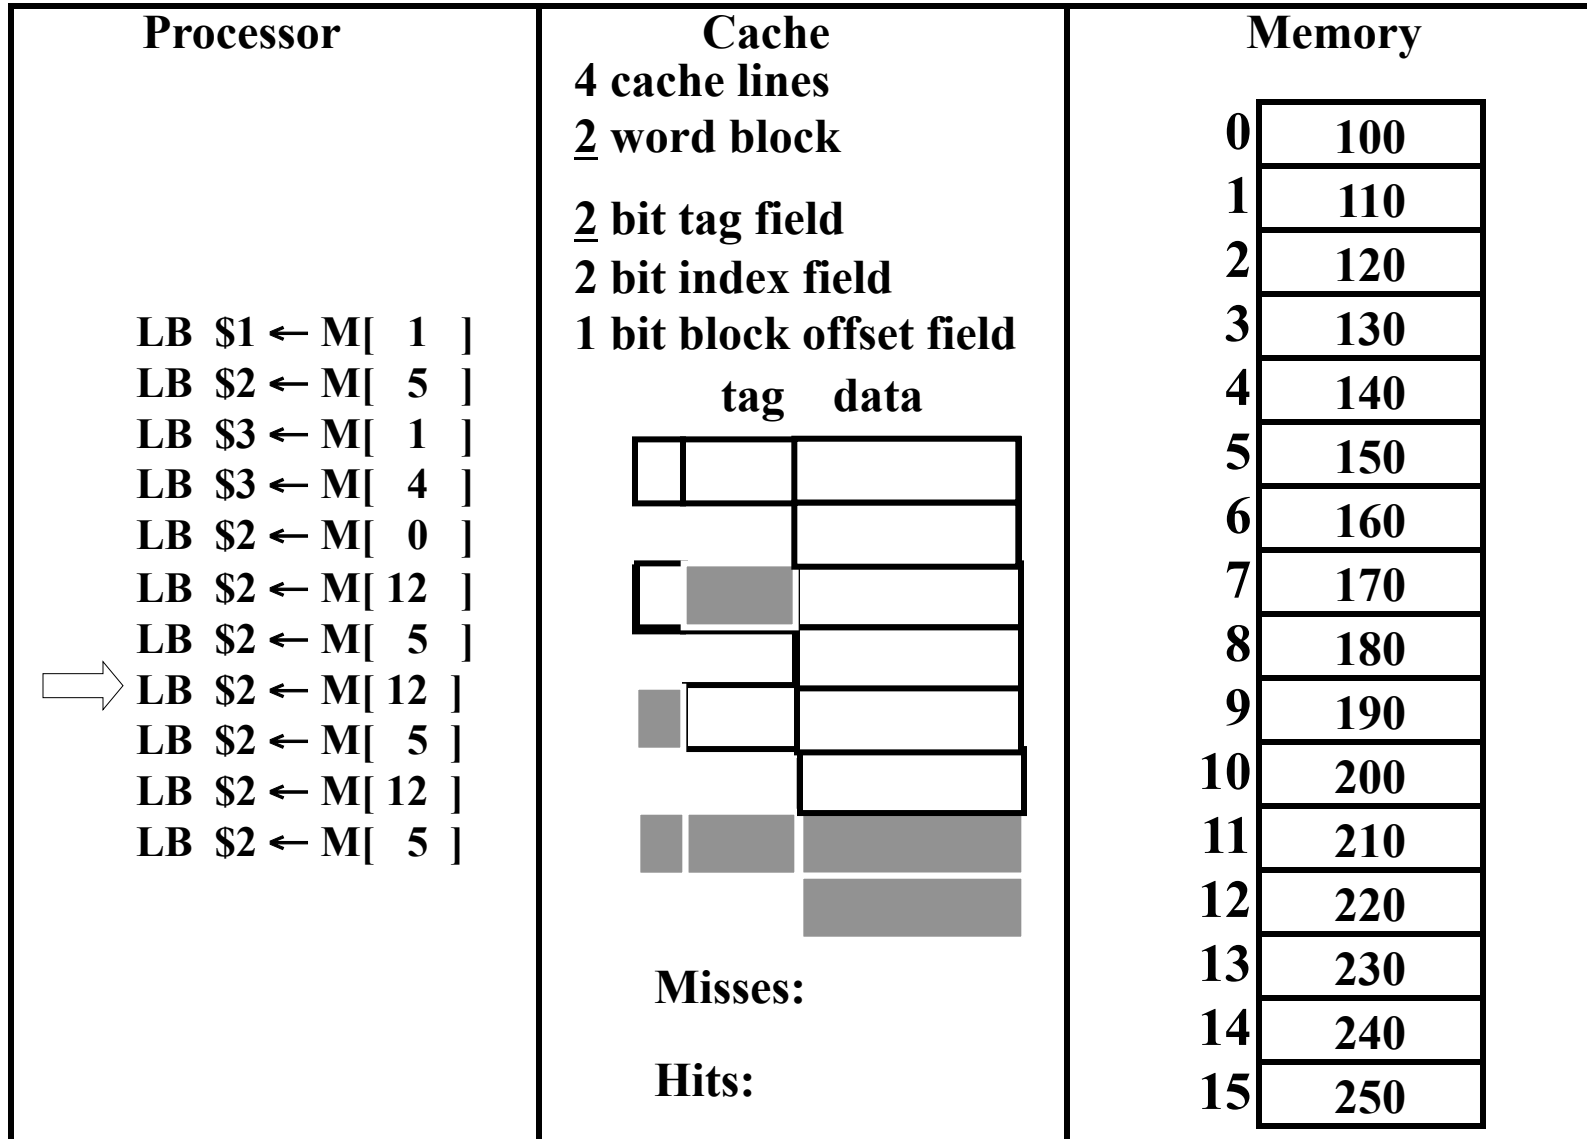 Processor
LB $1 ← M[ 1 ]
LB $2 ← M[ 5 ]
LB $3 ← M[ 1 ]
LB $3 ← M[ 4 ]
LB $2 ← M[ 0 ]
LB $2 ← M[ 12 ]
LB $2 ← M[ 5 ]
LB $2 ← M[ 12 ]
LB $2 ← M[ 5 ]
LB $2 ← M[ 12 ]
LB $2 ← M[ 5 ]
Cache
4 cache lines
2 word block
2 bit tag field
2 bit index field
1 bit block offset field
tag data
Misses:
Hits:
Memory
0 100
1 110
2 120
3 130
4 140
5 150
6 160
7 170
8 180
9 190
10 200
11 210
12 220
13 230
14 240
15 250